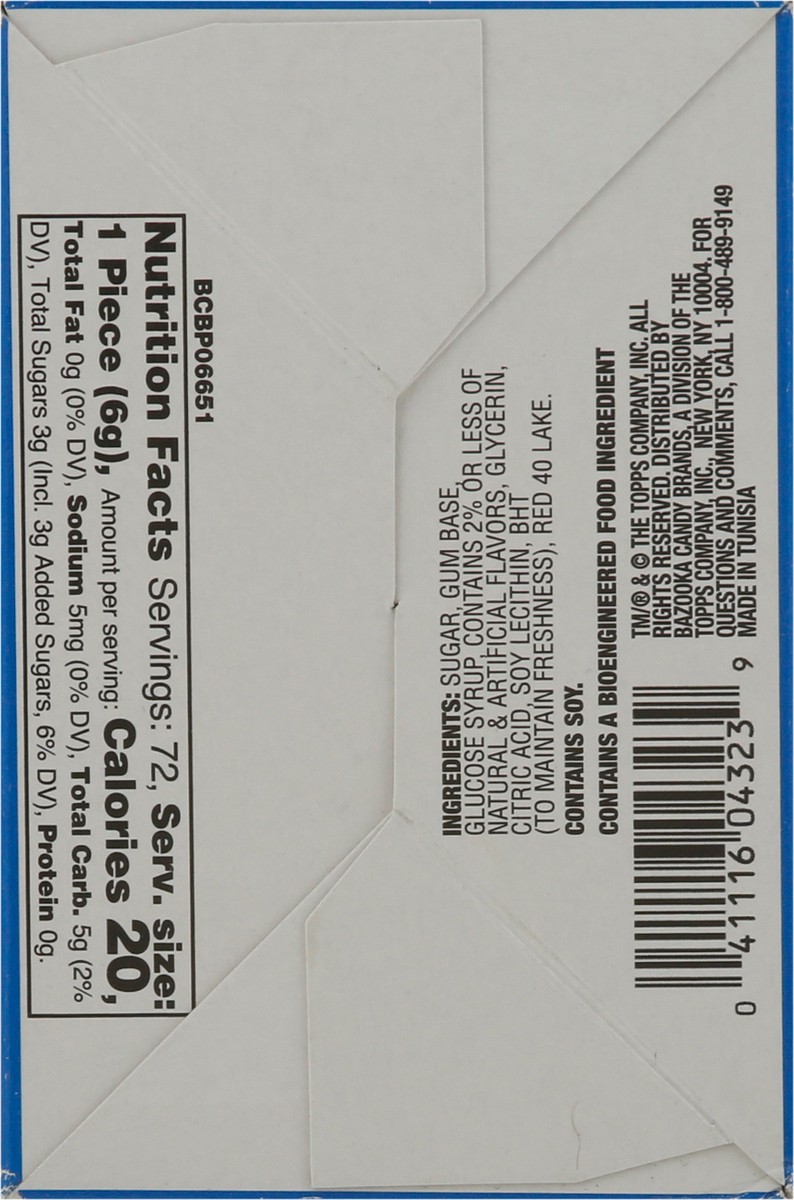 BCBP06651
Nutrition Facts Servings: 72, Serv. size:
1 Piece (6g), Amount per serving: Calories 20,
Total Fat 0g (0% DV), Sodium 5mg (0% DV), Total Carb. 5g (2%
DV), Total Sugars 3g (Incl. 3g Added Sugars, 6% DV), Protein 0g.
INGREDIENTS: SUGAR, GUM BASE,
GLUCOSE SYRUP, CONTAINS 2% OR LESS OF
NATURAL & ARTIFICIAL FLAVORS, GLYCERIN,
CITRIC ACID, SOY LECITHIN, BHT
(TO MAINTAIN FRESHNESS), RED 40 LAKE.
CONTAINS SOY.
CONTAINS A BIOENGINEERED FOOD INGREDIENT
TM/® & © THE TOPPS COMPANY, INC. ALL
RIGHTS RESERVED. DISTRIBUTED BY
BAZOOKA CANDY BRANDS, A DIVISION OF THE
TOPPS COMPANY, INC., NEW YORK, NY 10004. FOR
QUESTIONS AND COMMENTS, CALL 1-800-489-9149
MADE IN TUNISIA
0 41116 04323 9